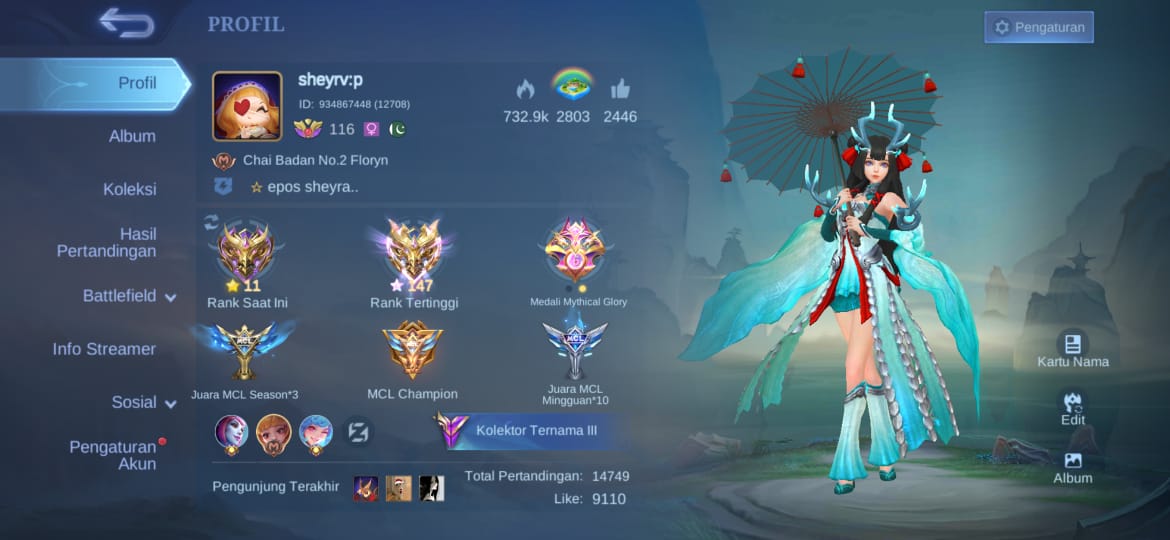 PROFIL
Pengaturan
Profil
Album
Koleksi
Hasil
Pertandingan
Battlefield
Info Streamer
Sosial
Pengaturan
Akun
sheyrv:p
ID: 934867448 (12708)
116
732.9k 2803 2446
Chai Badan No.2 Floryn
☆ epos sheyra..
11
Rank Saat Ini
147
Rank Tertinggi
6
Medali Mythical Glory
MCL
Juara MCL Season*3
MCL Champion
MCL
Juara MCL
Mingguan*10
Kolektor Ternama III
Pengunjung Terakhir
Total Pertandingan: 14749
Like: 9110
Kartu Nama
Edit
Album